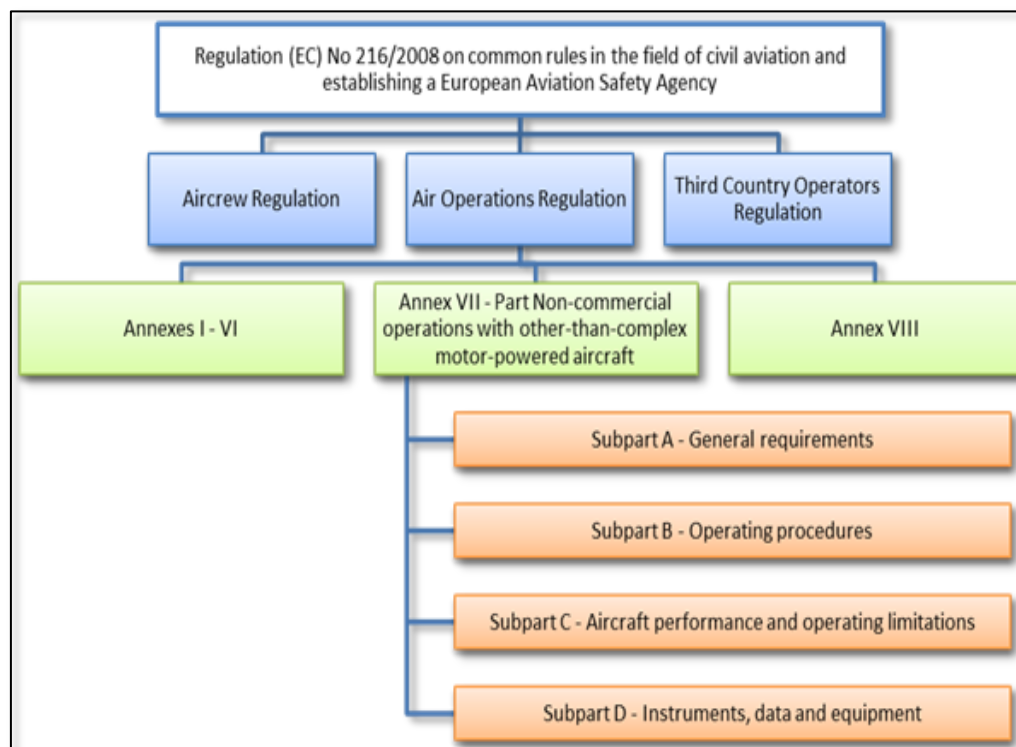 Regulation (EC) No 216/2008 on common rules in the field of civil aviation and
establishing a European Aviation Safety Agency
Aircrew Regulation
Air Operations Regulation
Third Country Operators
Regulation
Annexes I - VI
Annex VII - Part Non-commercial
operations with other-than-complex
motor-powered aircraft
Annex VIII
Subpart A - General requirements
Subpart B - Operating procedures
Subpart C - Aircraft performance and operating limitations
Subpart D - Instruments, data and equipment